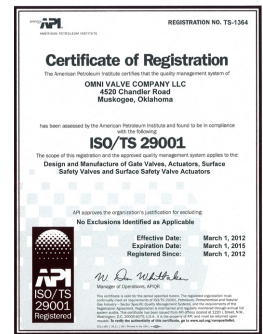 energy API
AMERICAN PETROLEUM INSTITUTE
REGISTRATION NO. TS-1364
Certificate of Registration
The American Petroleum Institute certifies that the quality management system of
OMNI VALVE COMPANY LLC
4520 Chandler Road
Muskogee, Oklahoma
has been assessed by the American Petroleum Institute and found to be in compliance
with the following:
ISO/TS 29001
The scope of this registration and the approved quality management system applies to the:
Design and Manufacture of Gate Valves, Actuators, Surface
Safety Valves and Surface Safety Valve Actuators
API approves the organization's justification for excluding:
No Exclusions Identified as Applicable
Effective Date: March 1, 2012
Expiration Date: March 1, 2015
Registered Since: March 1, 2012
API
ISO/TS
29001
Registered
W. Don Whittaker
Manager of Operations, APIQR